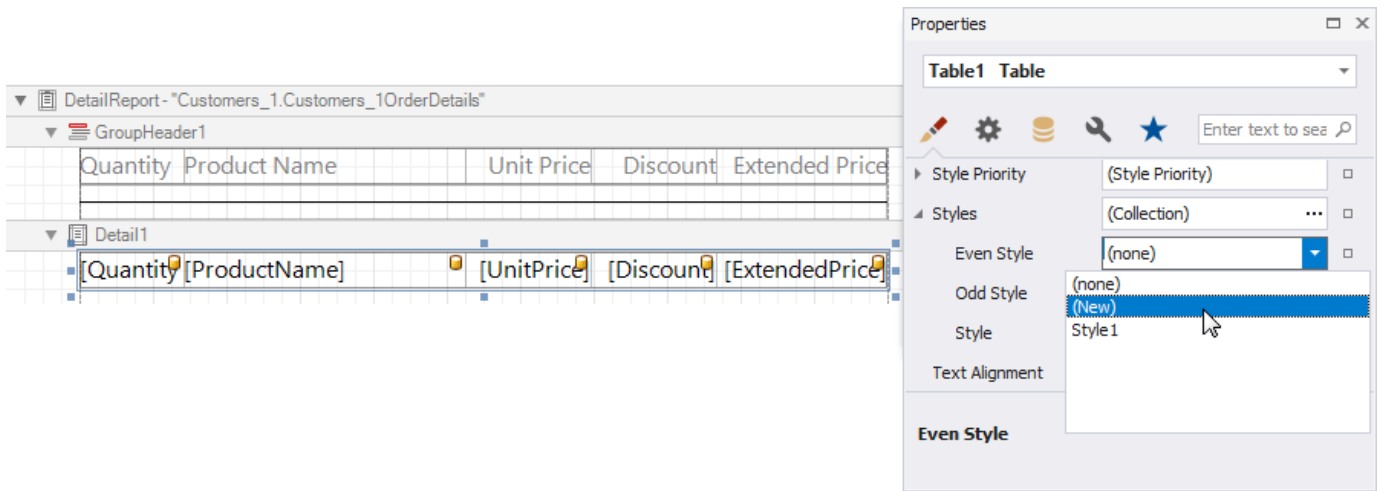 DetailReport - "Customers_1.Customers_1OrderDetails"
GroupHeader1
Quantity Product Name Unit Price Discount Extended Price
Detail1
[Quantity [ProductName] [UnitPrice] [Discount] [ExtendedPrice]
Properties
Table1 Table
Enter text to sea
Style Priority (Style Priority)
Styles (Collection) ...
Even Style (none)
(none)
Odd Style
(New)
Style Style1
Text Alignment
Even Style